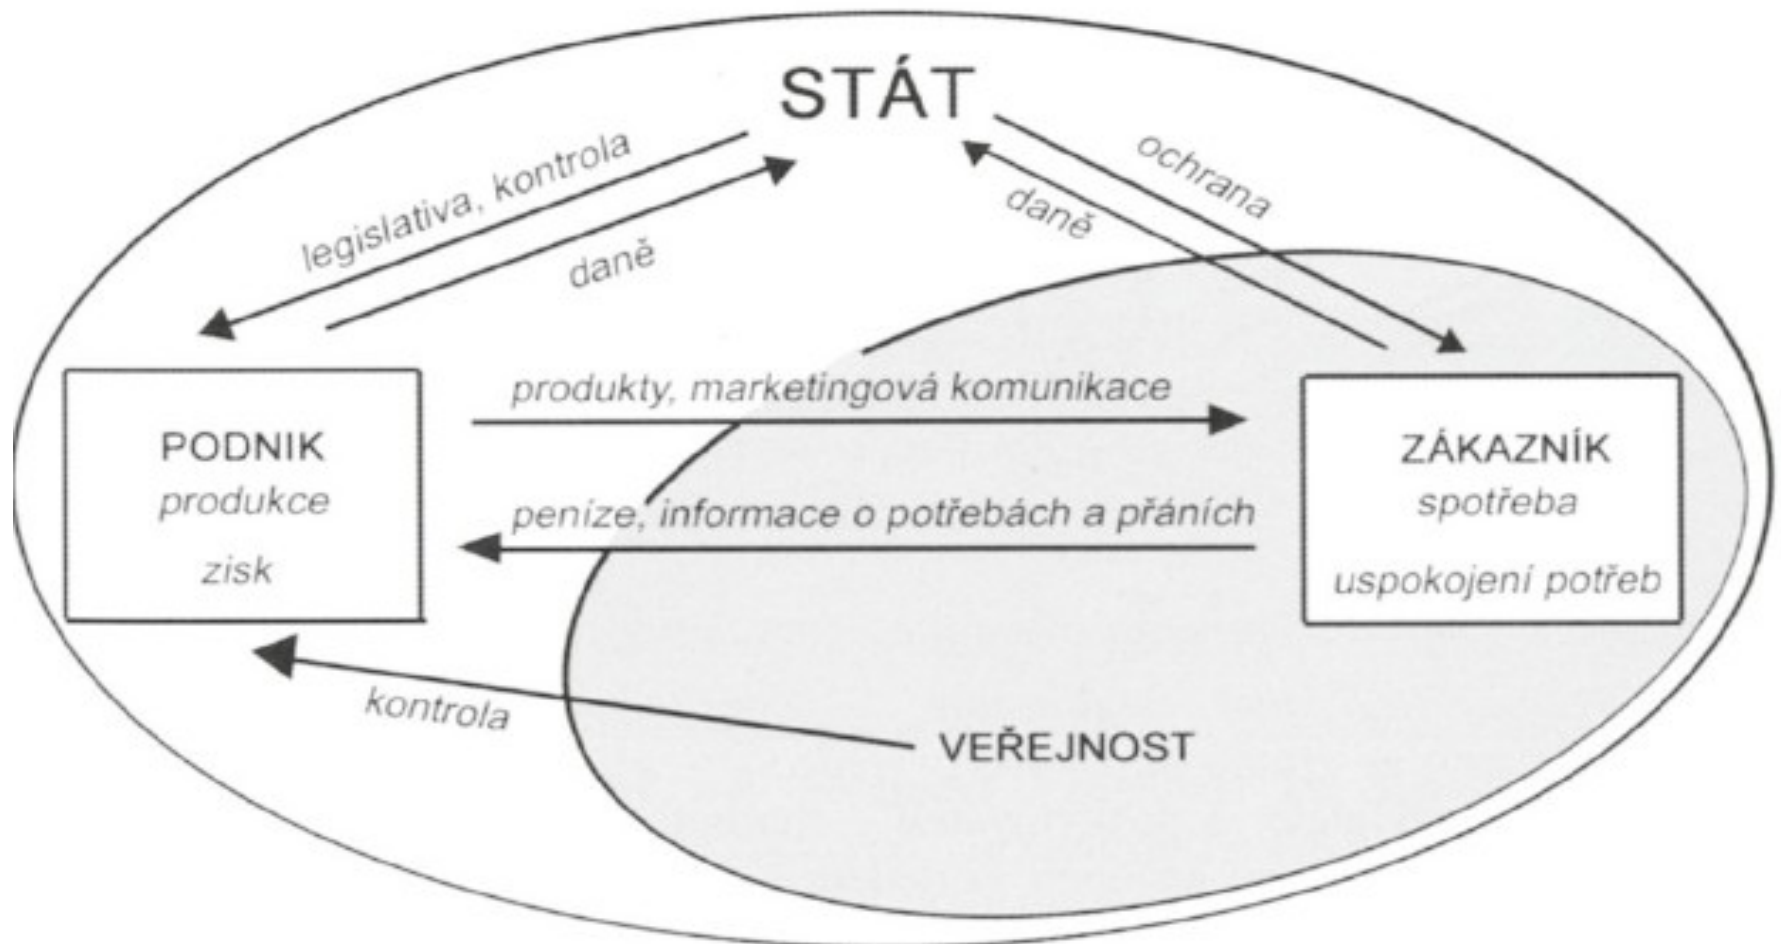 STÁT
legislativa, kontrola
daně
ochrana
daně
produkty, marketingová komunikace
PODNIK
produkce
zisk
ZÁKAZNÍK
spotřeba
uspokojení potřeb
peníze, informace o potřebách a přáních
kontrola
VEŘEJNOST